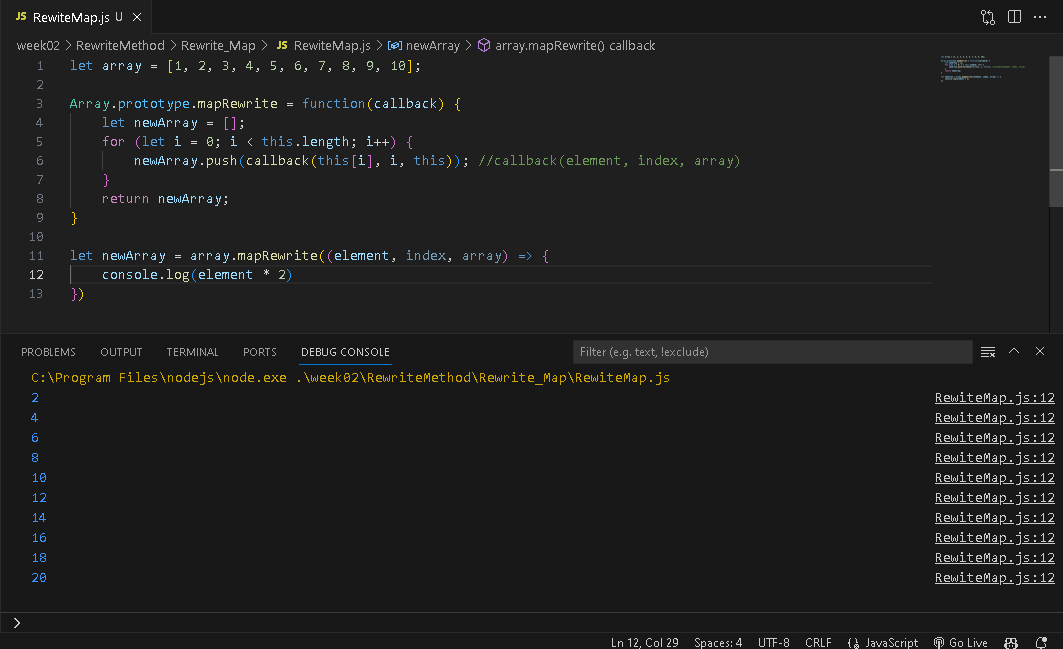 JS RewiteMap.js U
week02 > RewriteMethod > Rewrite_Map > JS RewiteMap.js > newArray > array.mapRewrite() callback
1 let array = [1, 2, 3, 4, 5, 6, 7, 8, 9, 10];
2
3 Array.prototype.mapRewrite = function(callback) {
4 let newArray = [];
5 for (let i = 0; i < this.length; i++) {
6 newArray.push(callback(this[i], i, this)); //callback(element, index, array)
7 }
8 return newArray;
9 }
10
11 let newArray = array.mapRewrite((element, index, array) => {
12 console.log(element * 2)
13 })
PROBLEMS OUTPUT TERMINAL PORTS DEBUG CONSOLE Filter (e.g. text, !exclude)
C:\Program Files\nodejs\node.exe .\week02\RewriteMethod\Rewrite_Map\RewiteMap.js
2 RewiteMap.js:12
4 RewiteMap.js:12
6 RewiteMap.js:12
8 RewiteMap.js:12
10 RewiteMap.js:12
12 RewiteMap.js:12
14 RewiteMap.js:12
16 RewiteMap.js:12
18 RewiteMap.js:12
20 RewiteMap.js:12
>
Ln 12, Col 29 Spaces: 4 UTF-8 CRLF {} JavaScript Go Live